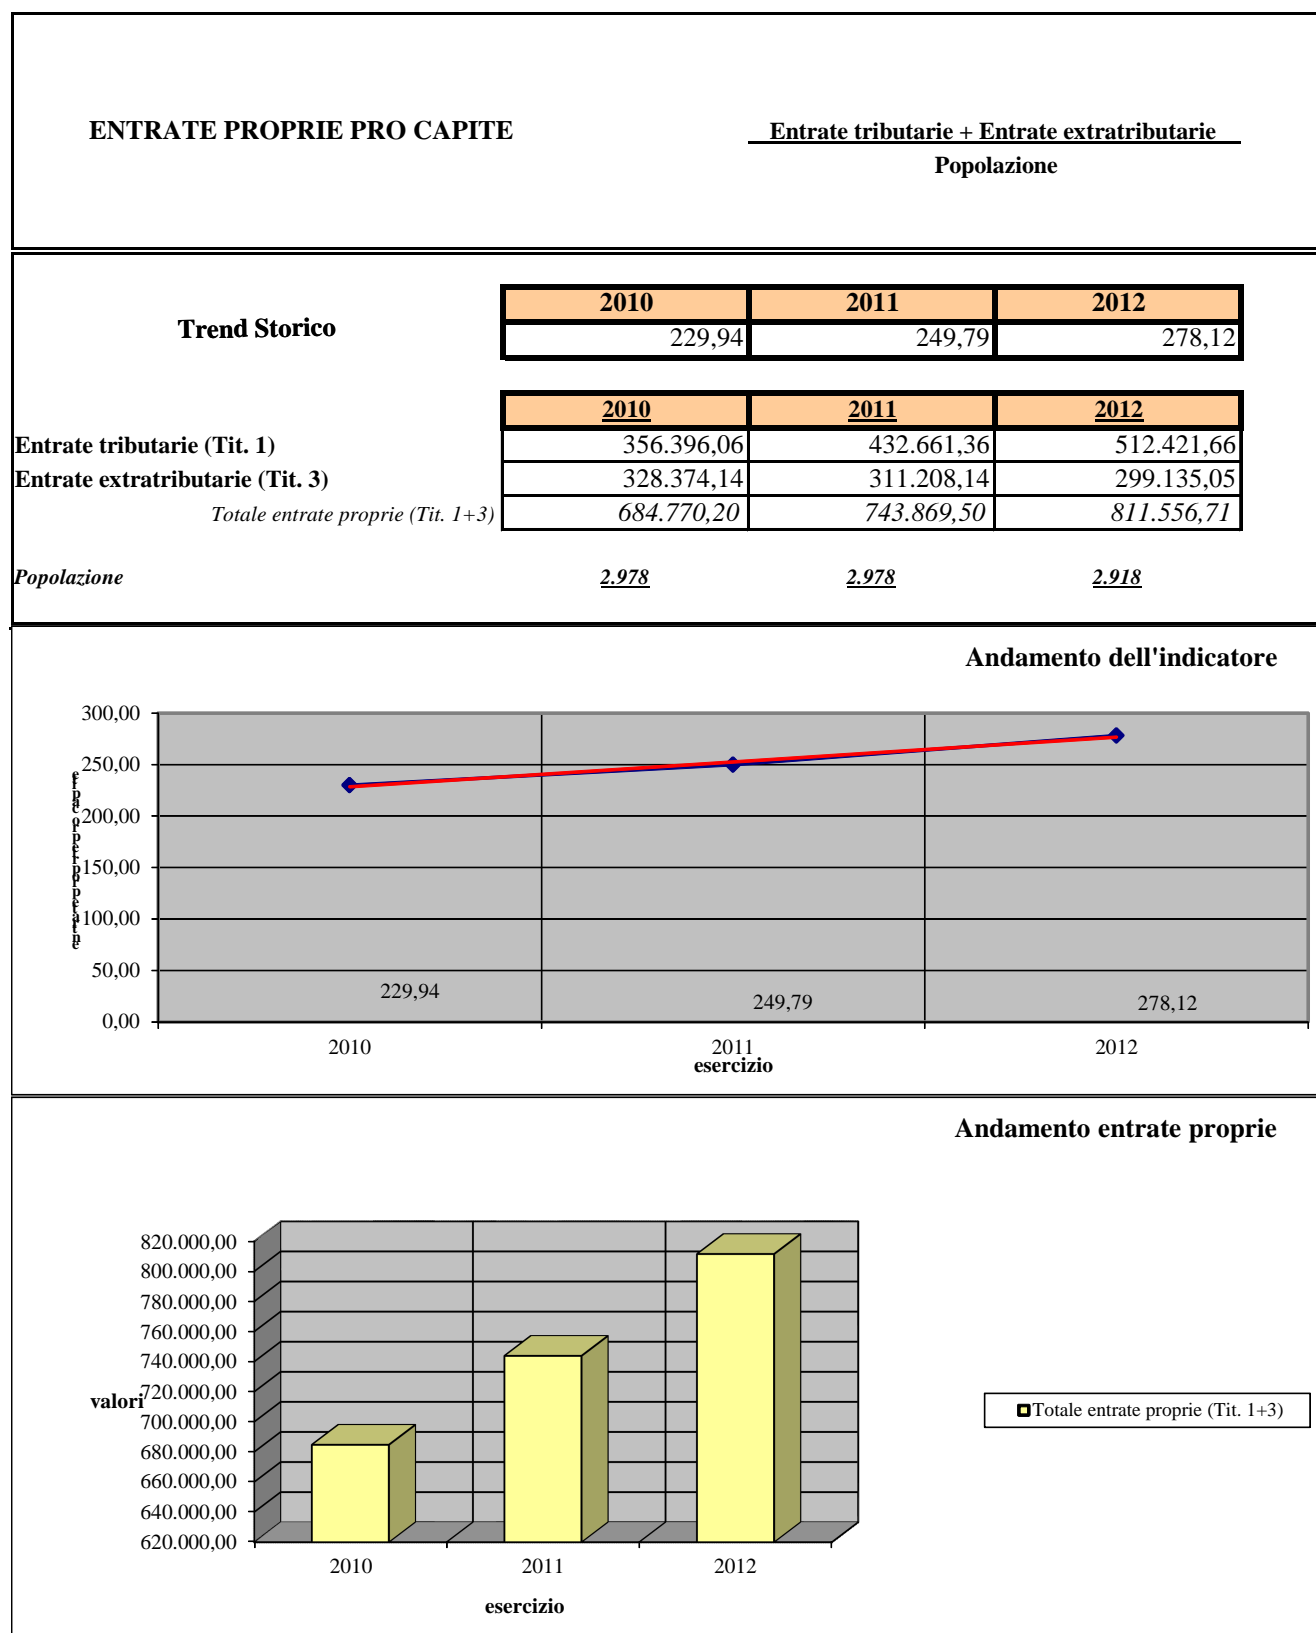 ENTRATE PROPRIE PRO CAPITE
Entrate tributarie + Entrate extratributarie
Popolazione
Trend Storico
2010 2011 2012
229,94 249,79 278,12
2010 2011 2012
Entrate tributarie (Tit. 1) 356.396,06 432.661,36 512.421,66
Entrate extratributarie (Tit. 3) 328.374,14 311.208,14 299.135,05
Totale entrate proprie (Tit. 1+3) 684.770,20 743.869,50 811.556,71
Popolazione 2.978 2.978 2.918
Andamento dell'indicatore
entrate proprie pro capite
300,00
250,00
200,00
150,00
100,00
50,00
0,00
229,94 249,79 278,12
2010 2011 2012
esercizio
Andamento entrate proprie
820.000,00
800.000,00
780.000,00
760.000,00
740.000,00
720.000,00
700.000,00
680.000,00
660.000,00
640.000,00
620.000,00
valori
2010 2011 2012
esercizio
Totale entrate proprie (Tit. 1+3)